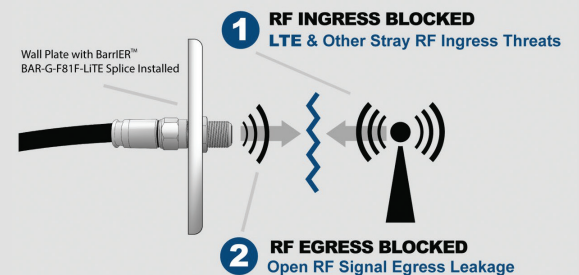 1
RF INGRESS BLOCKED
LTE & Other Stray RF Ingress Threats
Wall Plate with BarrIER™
BAR-G-F81F-LiTE Splice Installed
2
RF EGRESS BLOCKED
Open RF Signal Egress Leakage